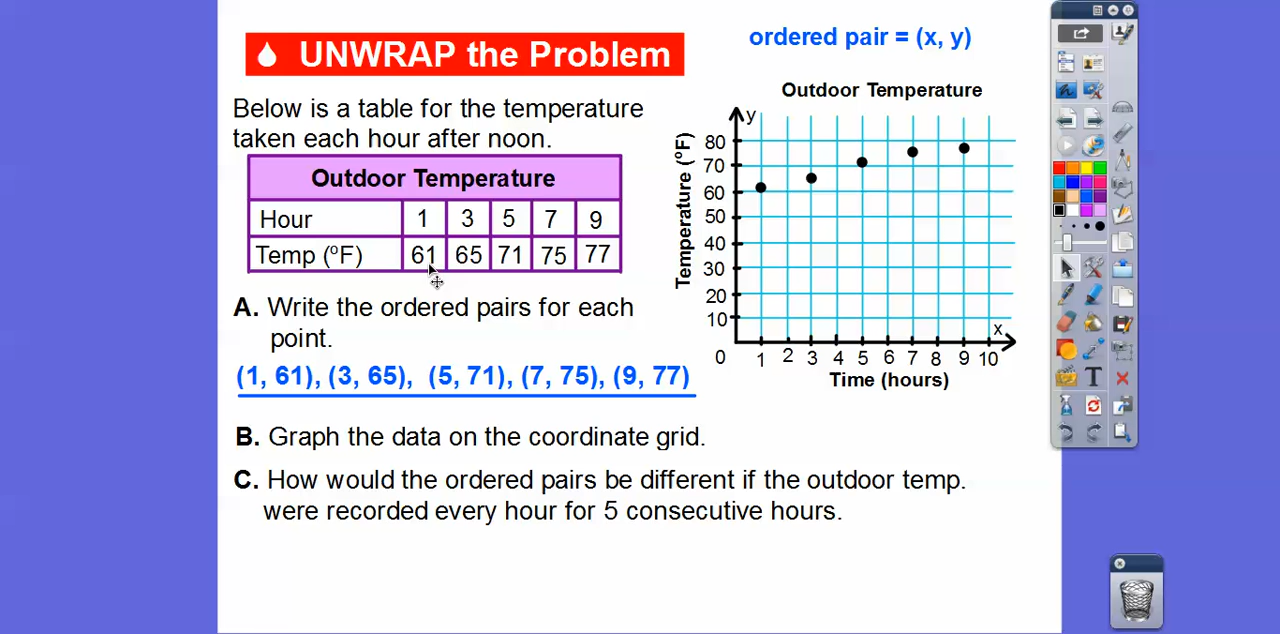 UNWRAP the Problem
ordered pair = (x, y)
Below is a table for the temperature
taken each hour after noon.
Outdoor Temperature
Hour 1 3 5 7 9
Temp (ºF) 61 65 71 75 77
A. Write the ordered pairs for each
point.
(1, 61), (3, 65), (5, 71), (7, 75), (9, 77)
Outdoor Temperature
y
Temperature (ºF)
80
70
60
50
40
30
20
10
x
0 1 2 3 4 5 6 7 8 9 10
Time (hours)
B. Graph the data on the coordinate grid.
C. How would the ordered pairs be different if the outdoor temp.
were recorded every hour for 5 consecutive hours.
T